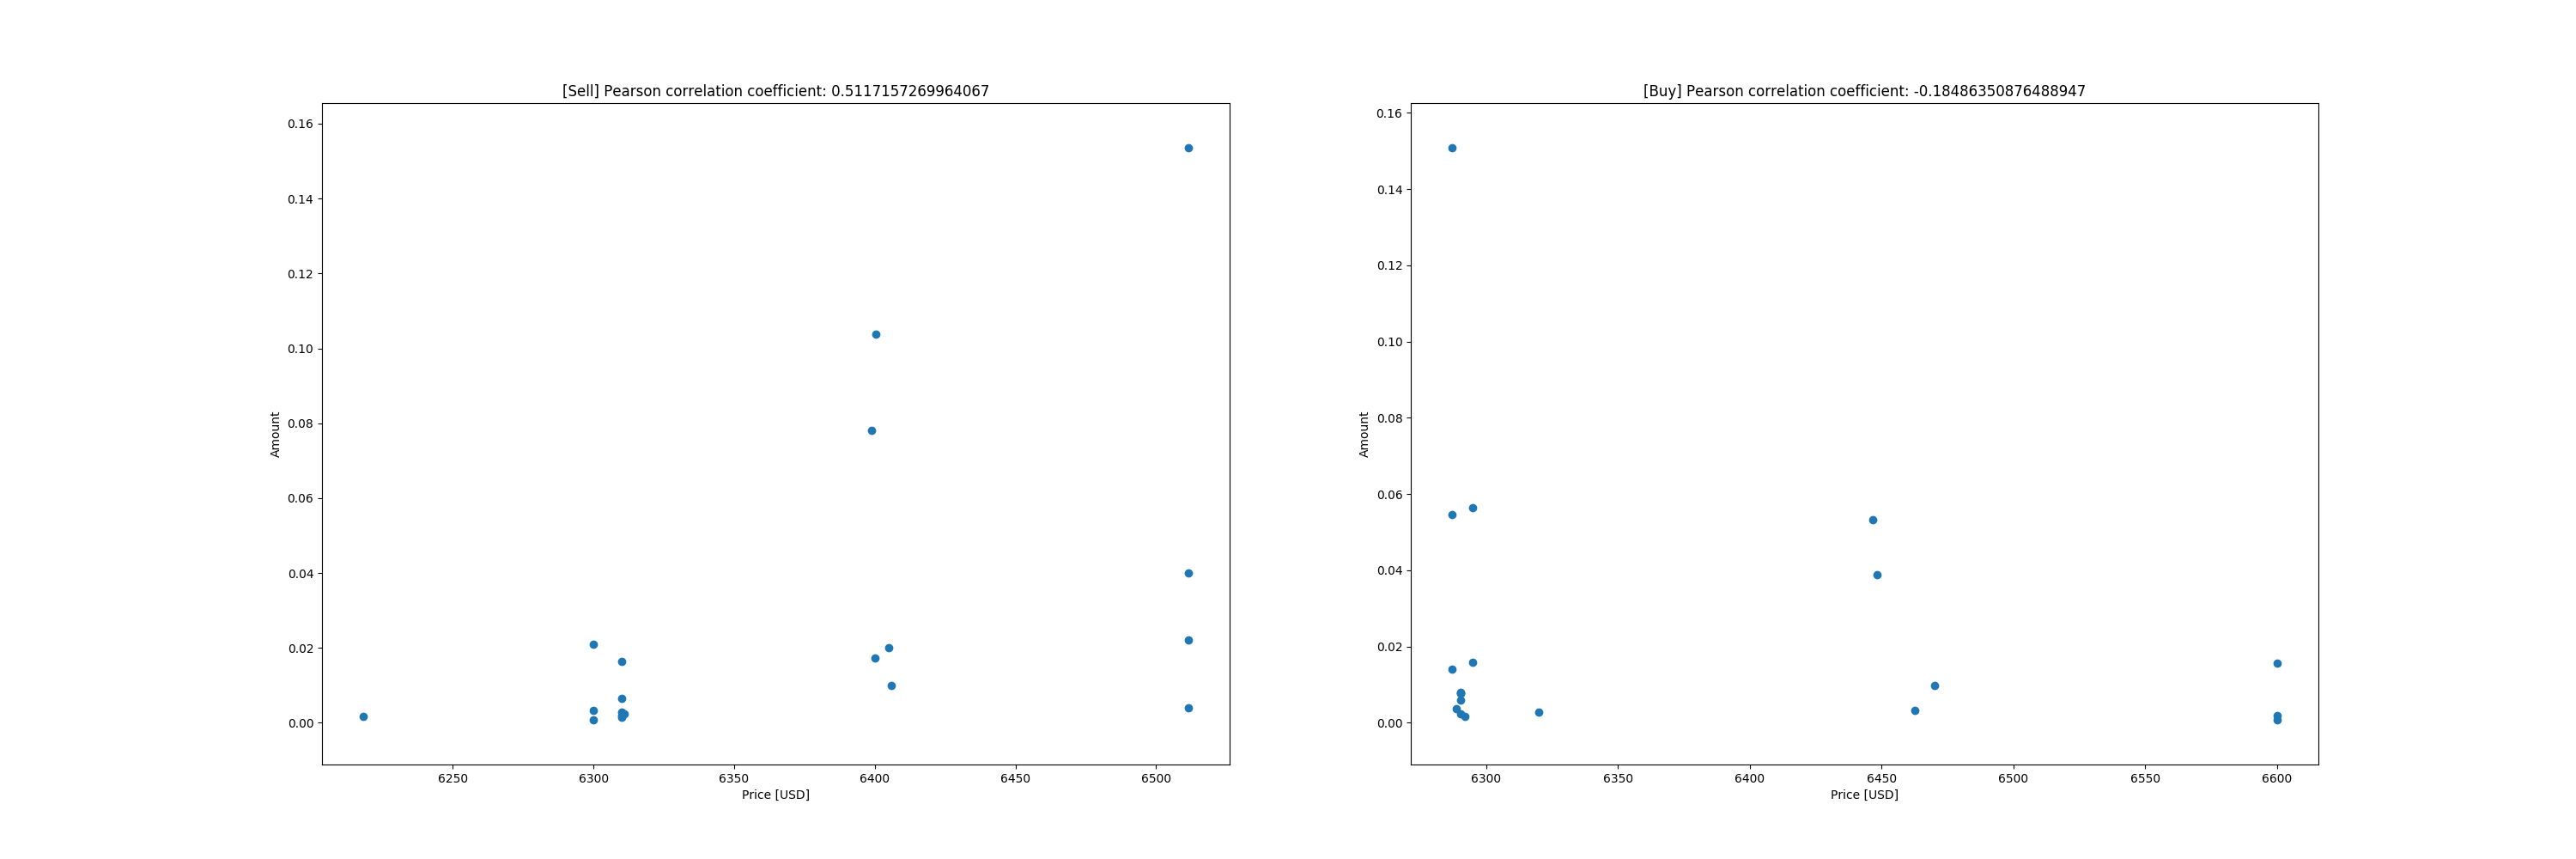 [Sell] Pearson correlation coefficient: 0.5117157269964067
0.16
0.14
0.12
0.10
0.08
0.06
0.04
0.02
0.00
Amount
6250 6300 6350 6400 6450 6500
Price [USD]
[Buy] Pearson correlation coefficient: -0.18486350876488947
0.16
0.14
0.12
0.10
0.08
0.06
0.04
0.02
0.00
Amount
6300 6350 6400 6450 6500 6550 6600
Price [USD]